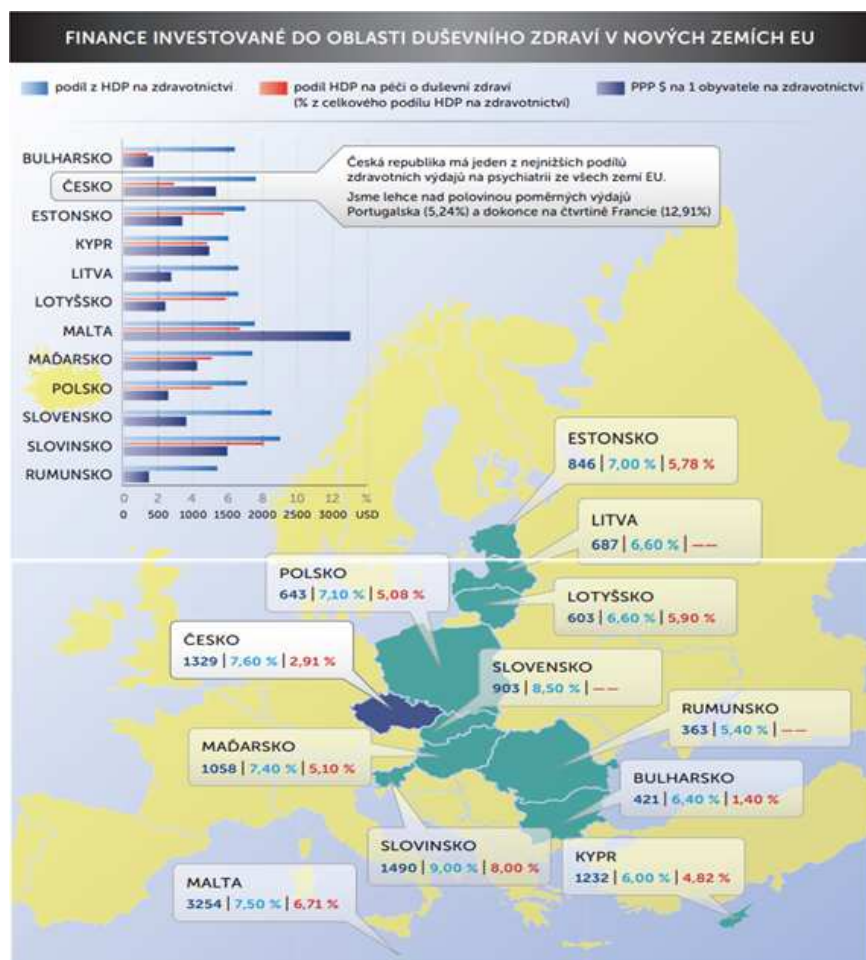 FINANCE INVESTOVANÉ DO OBLASTI DUŠEVNÍHO ZDRAVÍ V NOVÝCH ZEMÍCH EU
podíl z HDP na zdravotnictví
podíl HDP na péči o duševní zdraví
(% z celkového podílu HDP na zdravotnictví)
PPP $ na 1 obyvatele na zdravotnictví
BULHARSKO
ČESKO
ESTONSKO
KYPR
LITVA
LOTYŠSKO
MALTA
MAĎARSKO
POLSKO
SLOVENSKO
SLOVINSKO
RUMUNSKO
0 2 6 8 10 12 %
0 500 1000 1500 2000 2500 3000 USD
Česká republika má jeden z nejnižších podílů
zdravotních výdajů na psychiatrii ze všech zemí EU.
Jsme lehce nad polovinou poměrných výdajů
Portugalska (5,24%) a dokonce na čtvrtině Francie (12,91%)
ESTONSKO
846 | 7,00 % | 5,78 %
LITVA
687 | 6,60 % | ——
POLSKO
643 | 7,10 % | 5,08 %
LOTYŠSKO
603 | 6,60 % | 5,90 %
ČESKO
1329 | 7,60 % | 2,91 %
SLOVENSKO
903 | 8,50 % | ——
RUMUNSKO
363 | 5,40 % | ——
MAĎARSKO
1058 | 7,40 % | 5,10 %
BULHARSKO
421 | 6,40 % | 1,40 %
SLOVINSKO
1490 | 9,00 % | 8,00 %
KYPR
1232 | 6,00 % | 4,82 %
MALTA
3254 | 7,50 % | 6,71 %